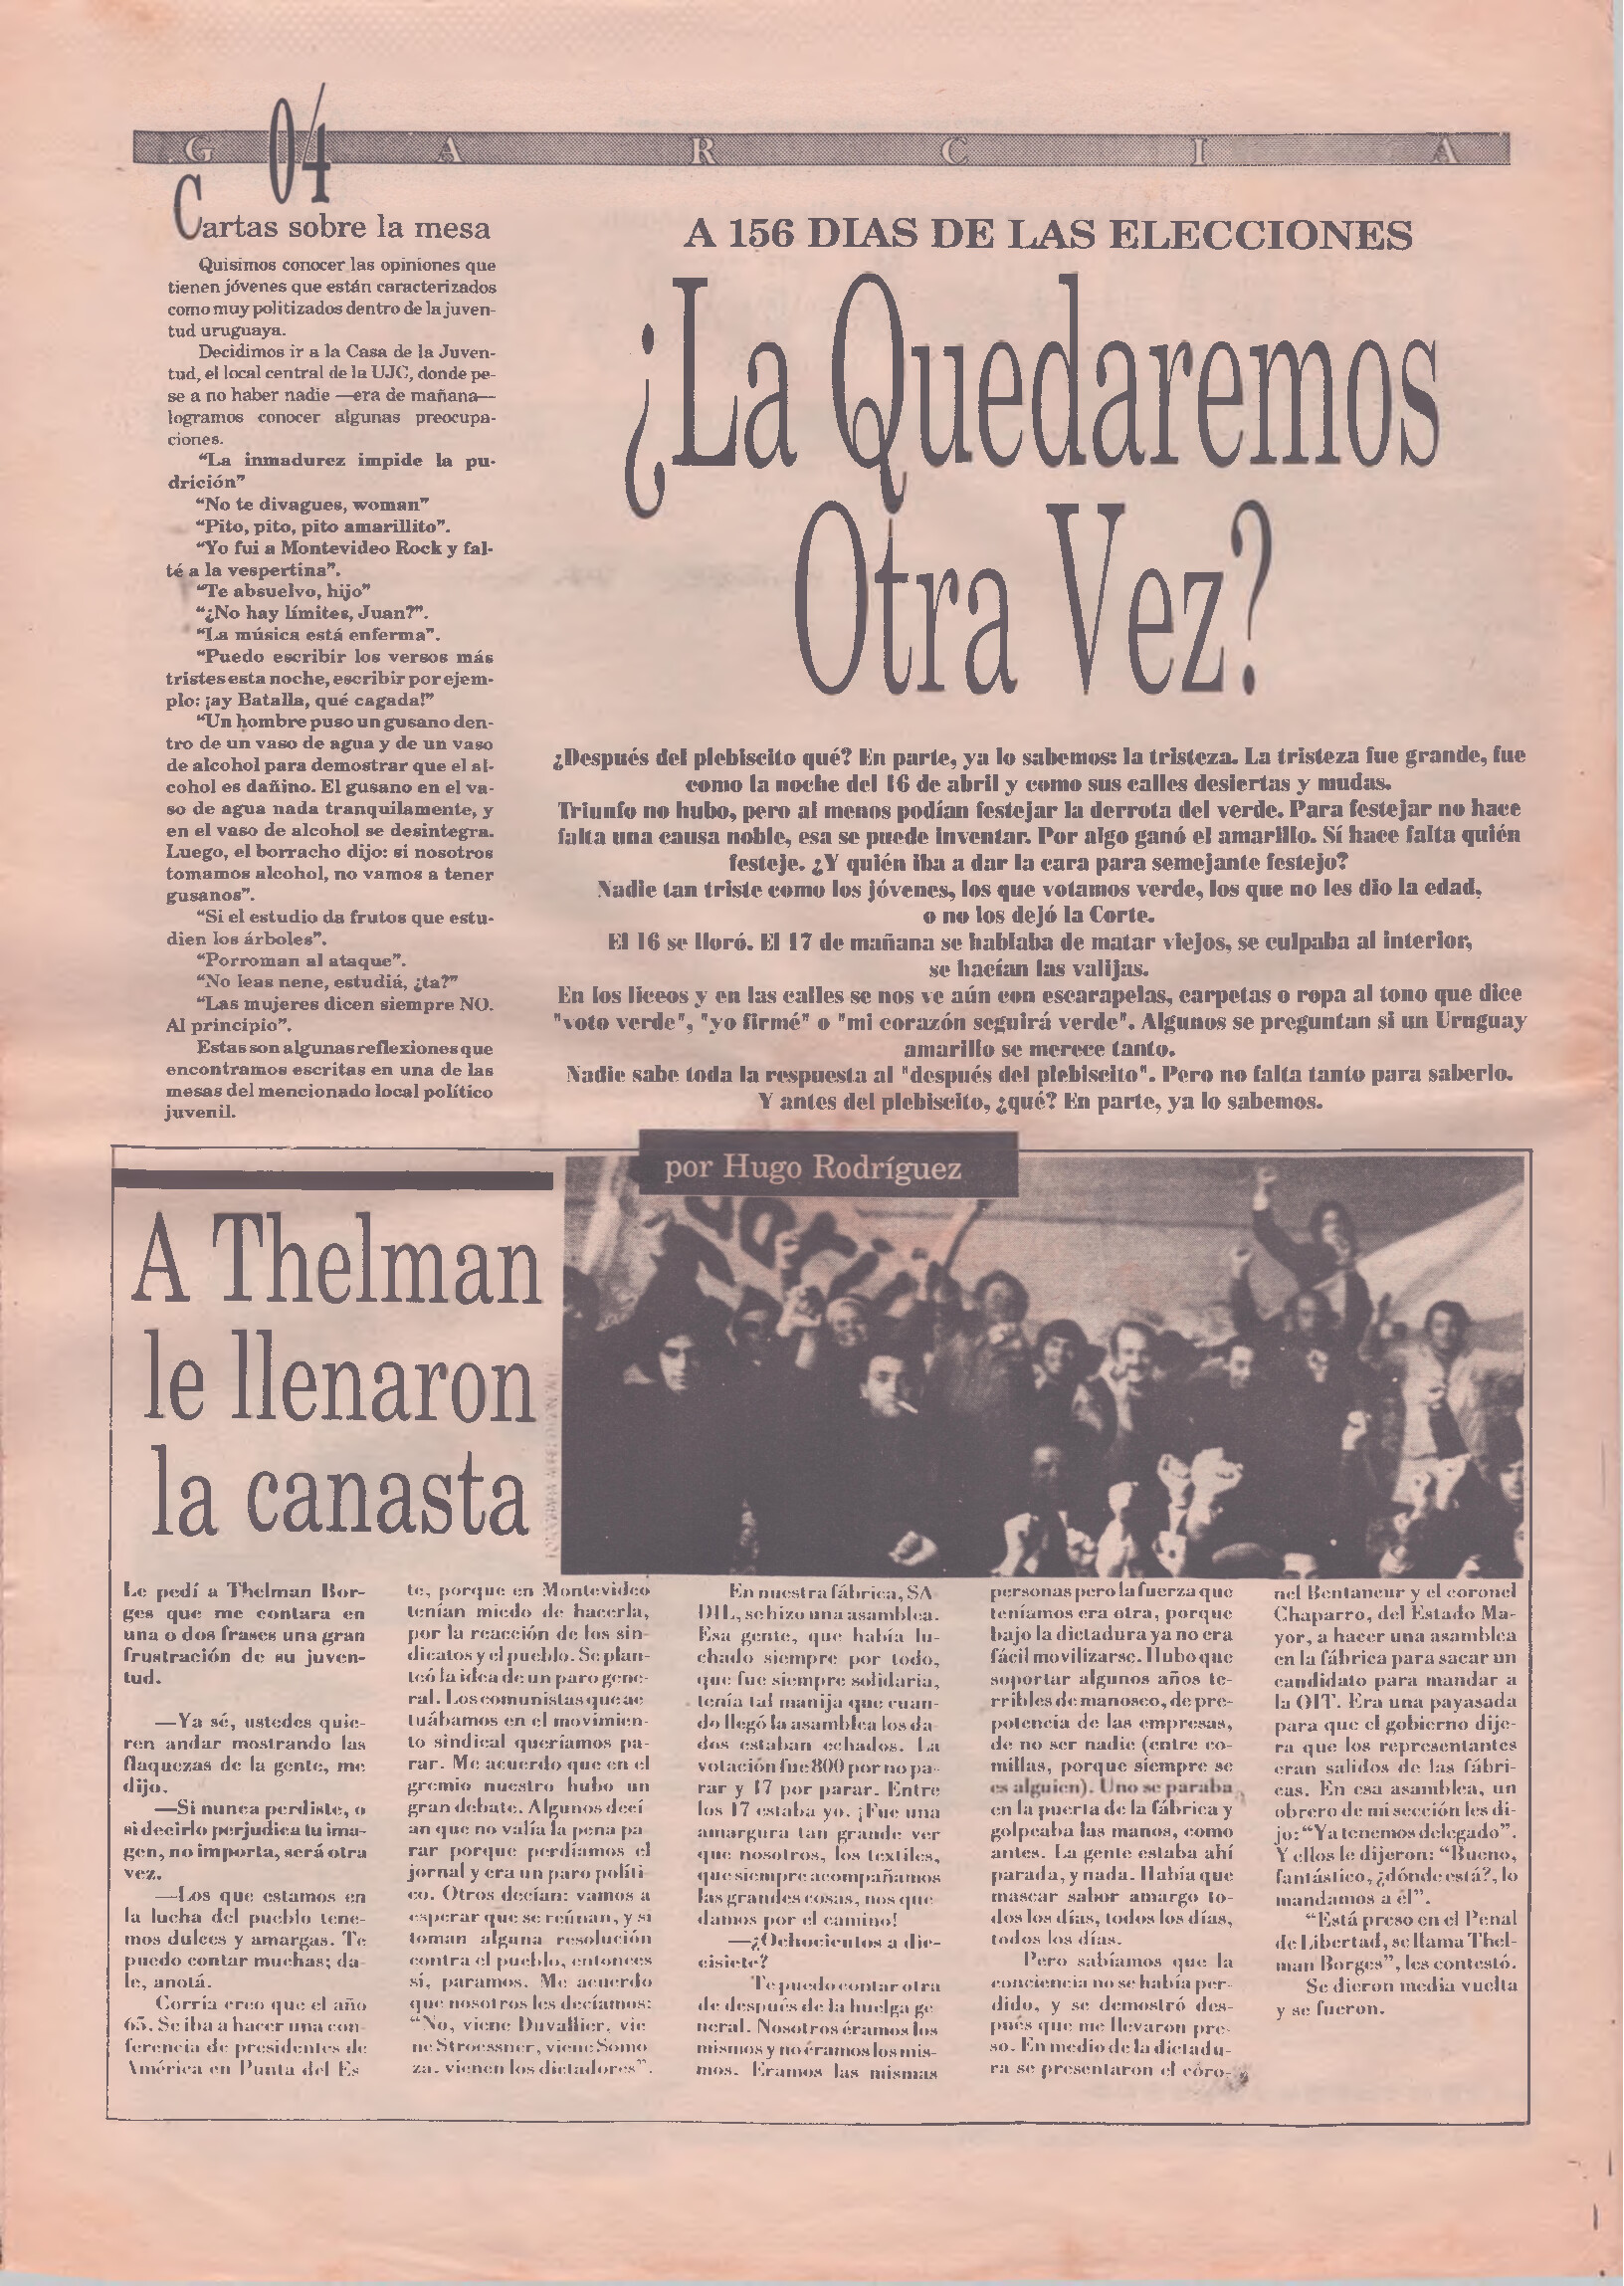 G A R C I A
04
Cartas sobre la mesa
Quisimos conocer las opiniones que
tienen jóvenes que están caracterizados
como muy politizados dentro de la juven-
tud uruguaya.
Decidimos ir a la Casa de la Juven-
tud, el local central de la UJC, donde pe-
se a no haber nadie —era de mañana—
logramos conocer algunas preocupa-
ciones.
“La inmadurez impide la pu-
drición”
“No te divagues, woman”
“Pito, pito, pito amarillito”.
“Yo fui a Montevideo Rock y fal-
té a la vespertina”.
“Te absuelvo, hijo”
“¿No hay límites, Juan?”.
“La música está enferma”.
“Puedo escribir los versos más
tristes esta noche, escribir por ejem-
plo: ¡ay Batalla, qué cagada!”
“Un hombre puso un gusano den-
tro de un vaso de agua y de un vaso
de alcohol para demostrar que el al-
cohol es dañino. El gusano en el va-
so de agua nada tranquilamente, y
en el vaso de alcohol se desintegra.
Luego, el borracho dijo: si nosotros
tomamos alcohol, no vamos a tener
gusanos”.
“Si el estudio da frutos que estu-
dien los árboles”.
“Porroman al ataque”.
“No leas nene, estudiá, ¿ta?”
“Las mujeres dicen siempre NO.
Al principio”.
Estas son algunas reflexiones que
encontramos escritas en una de las
mesas del mencionado local político
juvenil.
A 156 DIAS DE LAS ELECCIONES
¿La Quedaremos
Otra Vez?
¿Después del plebiscito qué? En parte, ya lo sabemos: la tristeza. La tristeza fue grande, fue
como la noche del 16 de abril y como sus calles desiertas y mudas.
Triunfo no hubo, pero al menos podían festejar la derrota del verde. Para festejar no hace
falta una causa noble, esa se puede inventar. Por algo ganó el amarillo. Sí hace falta quién
festeje. ¿Y quién iba a dar la cara para semejante festejo?
Nadie tan triste como los jóvenes, los que votamos verde, los que no les dio la edad,
o no los dejó la Corte.
El 16 se lloró. El 17 de mañana se hablaba de matar viejos, se culpaba al interior,
se hacían las valijas.
En los liceos y en las calles se nos ve aún con escarapelas, carpetas o ropa al tono que dice
"voto verde", "yo firmé" o "mi corazón seguirá verde". Algunos se preguntan si un Uruguay
amarillo se merece tanto.
Nadie sabe toda la respuesta al "después del plebiscito". Pero no falta tanto para saberlo.
Y antes del plebiscito, ¿qué? En parte, ya lo sabemos.
por Hugo Rodríguez
A Thelman
le llenaron
la canasta
Le pedí a Thelman Bor-
ges que me contara en
una o dos frases una gran
frustración de su juven-
tud.
—Ya sé, ustedes quie-
ren andar mostrando las
flaquezas de la gente, me
dijo.
—Si nunca perdiste, o
si decirlo perjudica tu ima-
gen, no importa, será otra
vez.
—Los que estamos en
la lucha del pueblo tene-
mos dulces y amargas. Te
puedo contar muchas; da-
le, anotá.
Corría creo que el año
65. Se iba a hacer una con-
ferencia de presidentes de
América en Punta del Es
te, porque en Montevideo
tenían miedo de hacerla,
por la reacción de los sin-
dicatos y el pueblo. Se plan-
teó la idea de un paro gene-
ral. Los comunistas que ac
tuábamos en el movimien-
to sindical queríamos pa-
rar. Me acuerdo que en el
gremio nuestro hubo un
gran debate. Algunos decí
an que no valía la pena pa
rar porque perdíamos el
jornal y era un paro políti-
co. Otros decían: vamos a
esperar que se reúnan, y si
toman alguna resolución
contra el pueblo, entonces
sí, paramos. Me acuerdo
que nosotros les decíamos:
“No, viene Duvallier, vie
ne Stroessner, viene Somo
za, vienen los dictadores”.
En nuestra fábrica, SA
DIL, se hizo una asamblea.
Esa gente, que había lu-
chado siempre por todo,
que fue siempre solidaria,
tenía tal manija que cuan-
do llegó la asamblea los da-
dos estaban echados. La
votación fue 800 por no pa-
rar y 17 por parar. Entre
los 17 estaba yo. ¡Fue una
amargura tan grande ver
que nosotros, los textiles,
que siempre acompañamos
las grandes cosas, nos que
damos por el camino!
—¿Ochocientos a die-
cisiete?
Te puedo contar otra
de después de la huelga ge
neral. Nosotros éramos los
mismos y no éramos los mis-
mos. Eramos las mismas
personas pero la fuerza que
teníamos era otra, porque
bajo la dictadura ya no era
fácil movilizarse. Hubo que
soportar algunos años te-
rribles de manoseo, de pre-
potencia de las empresas,
de no ser nadie (entre co-
millas, porque siempre se
es alguien). Uno se paraba
en la puerta de la fábrica y
golpeaba las manos, como
antes. La gente estaba ahí
parada, y nada. Había que
mascar sabor amargo to-
dos los días, todos los días,
todos los días.
Pero sabíamos que la
conciencia no se había per-
dido, y se demostró des-
pués que me llevaron pre-
so. En medio de la dictadu-
ra se presentaron el coro-
nel Bentancur y el coronel
Chaparro, del Estado Ma-
yor, a hacer una asamblea
en la fábrica para sacar un
candidato para mandar a
la OIT. Era una payasada
para que el gobierno dije-
ra que los representantes
eran salidos de las fábri-
cas. En esa asamblea, un
obrero de mi sección les di-
jo: “Ya tenemos delegado”.
Y ellos le dijeron: “Bueno,
fantástico, ¿dónde está?, lo
mandamos a él”.
“Está preso en el Penal
de Libertad, se llama Thel-
man Borges”, les contestó.
Se dieron media vuelta
y se fueron.